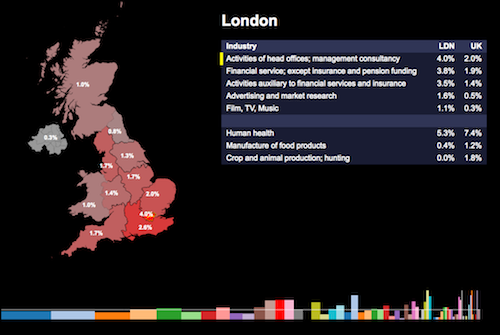 London
Industry LDN UK
Activities of head offices; management consultancy 4.0% 2.0%
Financial service; except insurance and pension funding 3.8% 1.9%
Activities auxiliary to financial services and insurance 3.5% 1.4%
Advertising and market research 1.6% 0.5%
Film, TV, Music 1.1% 0.3%
Human health 5.3% 7.4%
Manufacture of food products 0.4% 1.2%
Crop and animal production; hunting 0.0% 1.8%
1.0%
0.8%
0.3%
1.3%
1.7%
1.7%
1.4%
2.0%
1.0%
4.0%
2.6%
1.7%